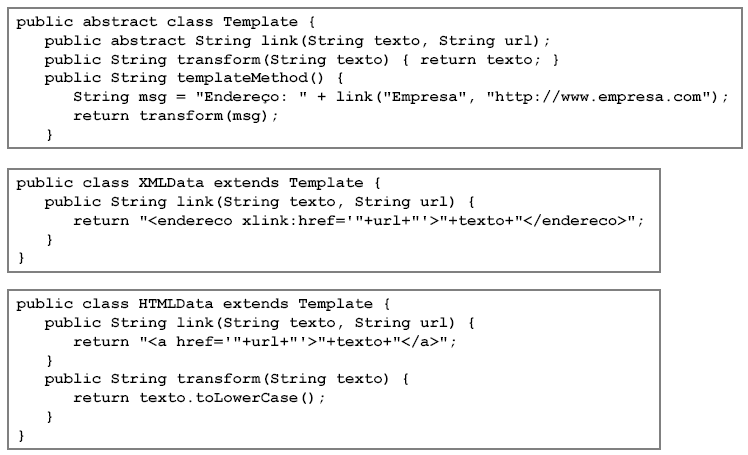 public abstract class Template {
   public abstract String link(String texto, String url);
   public String transform(String texto) { return texto; }
   public String templateMethod() {
      String msg = "Endereço: " + link("Empresa", "http://www.empresa.com");
      return transform(msg);
   }
public class XMLData extends Template {
   public String link(String texto, String url) {
      return "<endereco xlink:href='"+url+"'>"+texto+"</endereco>";
   }
}
public class HTMLData extends Template {
   public String link(String texto, String url) {
      return "<a href='"+url+"'>"+texto+"</a>";
   }
   public String transform(String texto) {
      return texto.toLowerCase();
   }
}